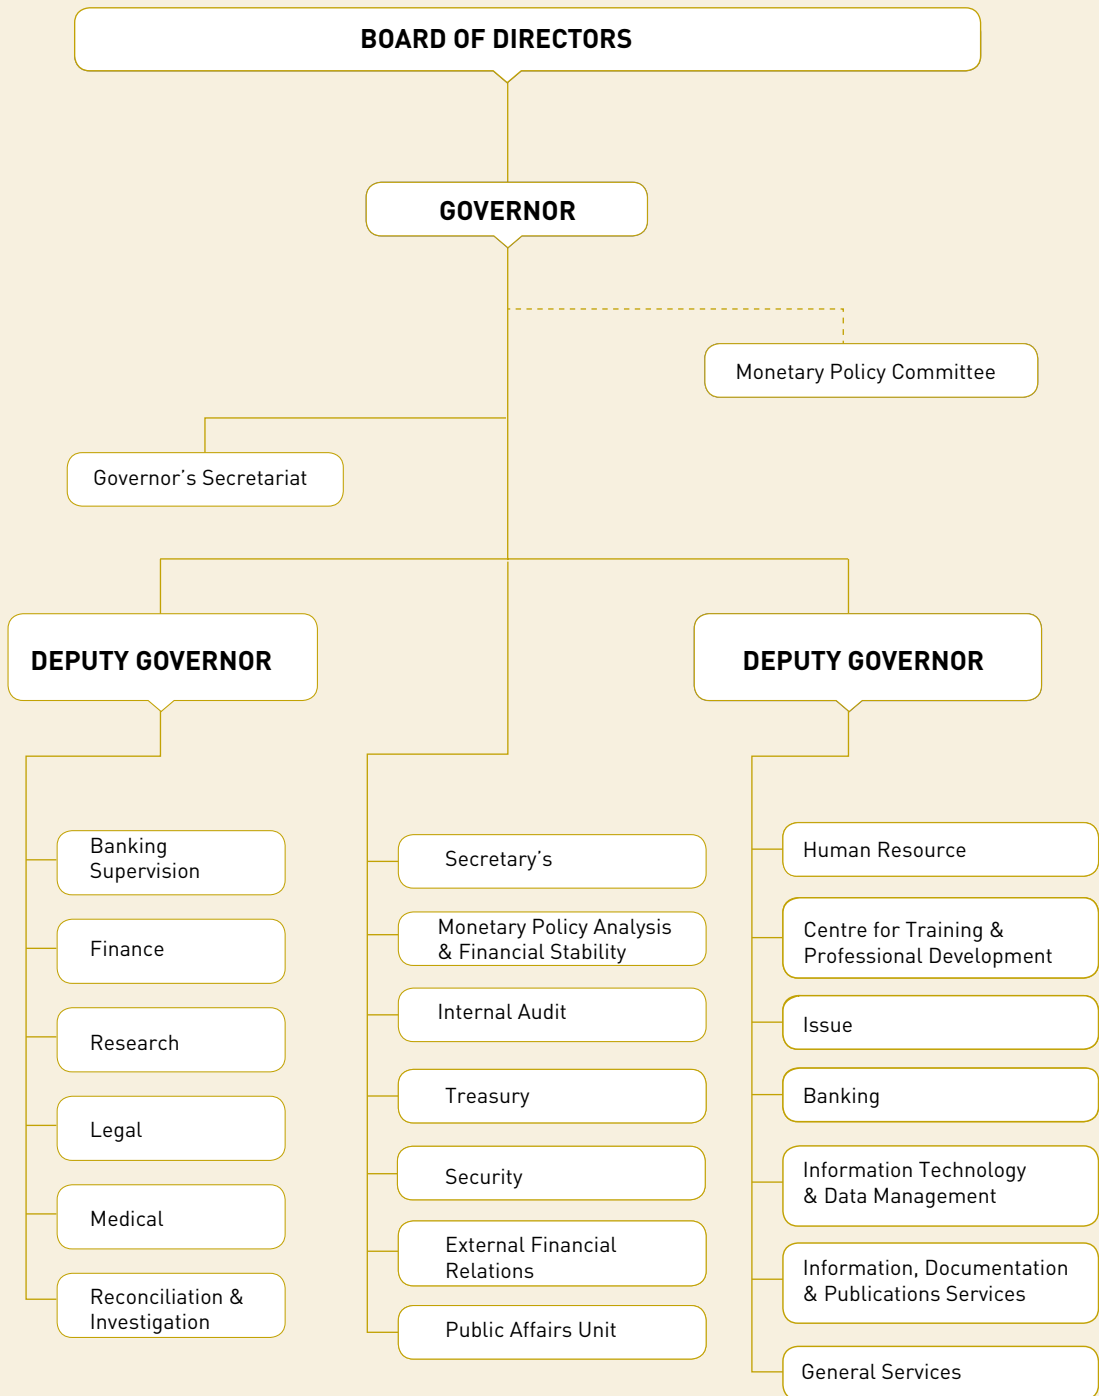 BOARD OF DIRECTORS
GOVERNOR
Monetary Policy Committee
Governor’s Secretariat
DEPUTY GOVERNOR
DEPUTY GOVERNOR
Banking
Supervision
Finance
Research
Legal
Medical
Reconciliation &
Investigation
Secretary’s
Monetary Policy Analysis
& Financial Stability
Internal Audit
Treasury
Security
External Financial
Relations
Public Affairs Unit
Human Resource
Centre for Training &
Professional Development
Issue
Banking
Information Technology
& Data Management
Information, Documentation
& Publications Services
General Services